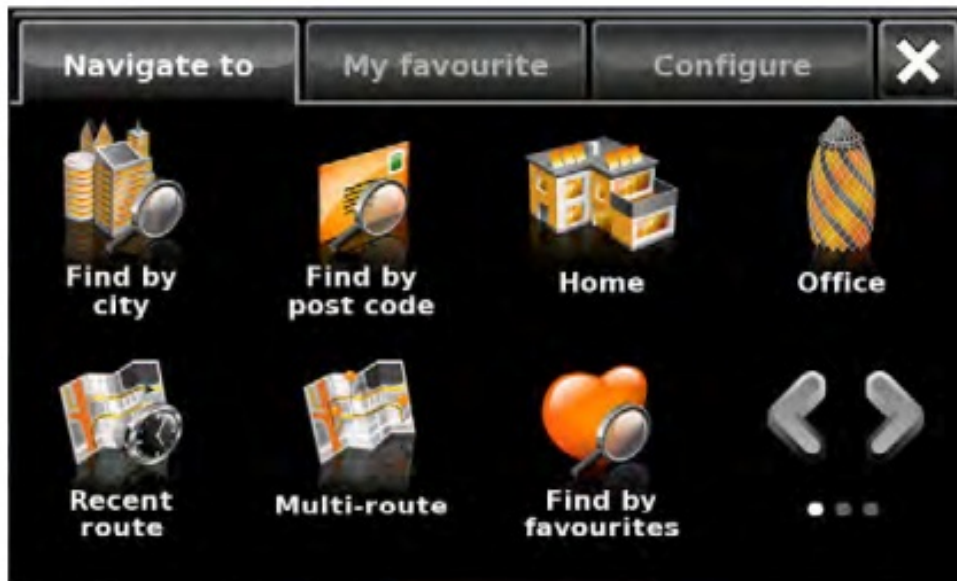 Navigate to
My favourite
Configure
Find by
city
Find by
post code
Home
Office
Recent
route
Multi-route
Find by
favourites